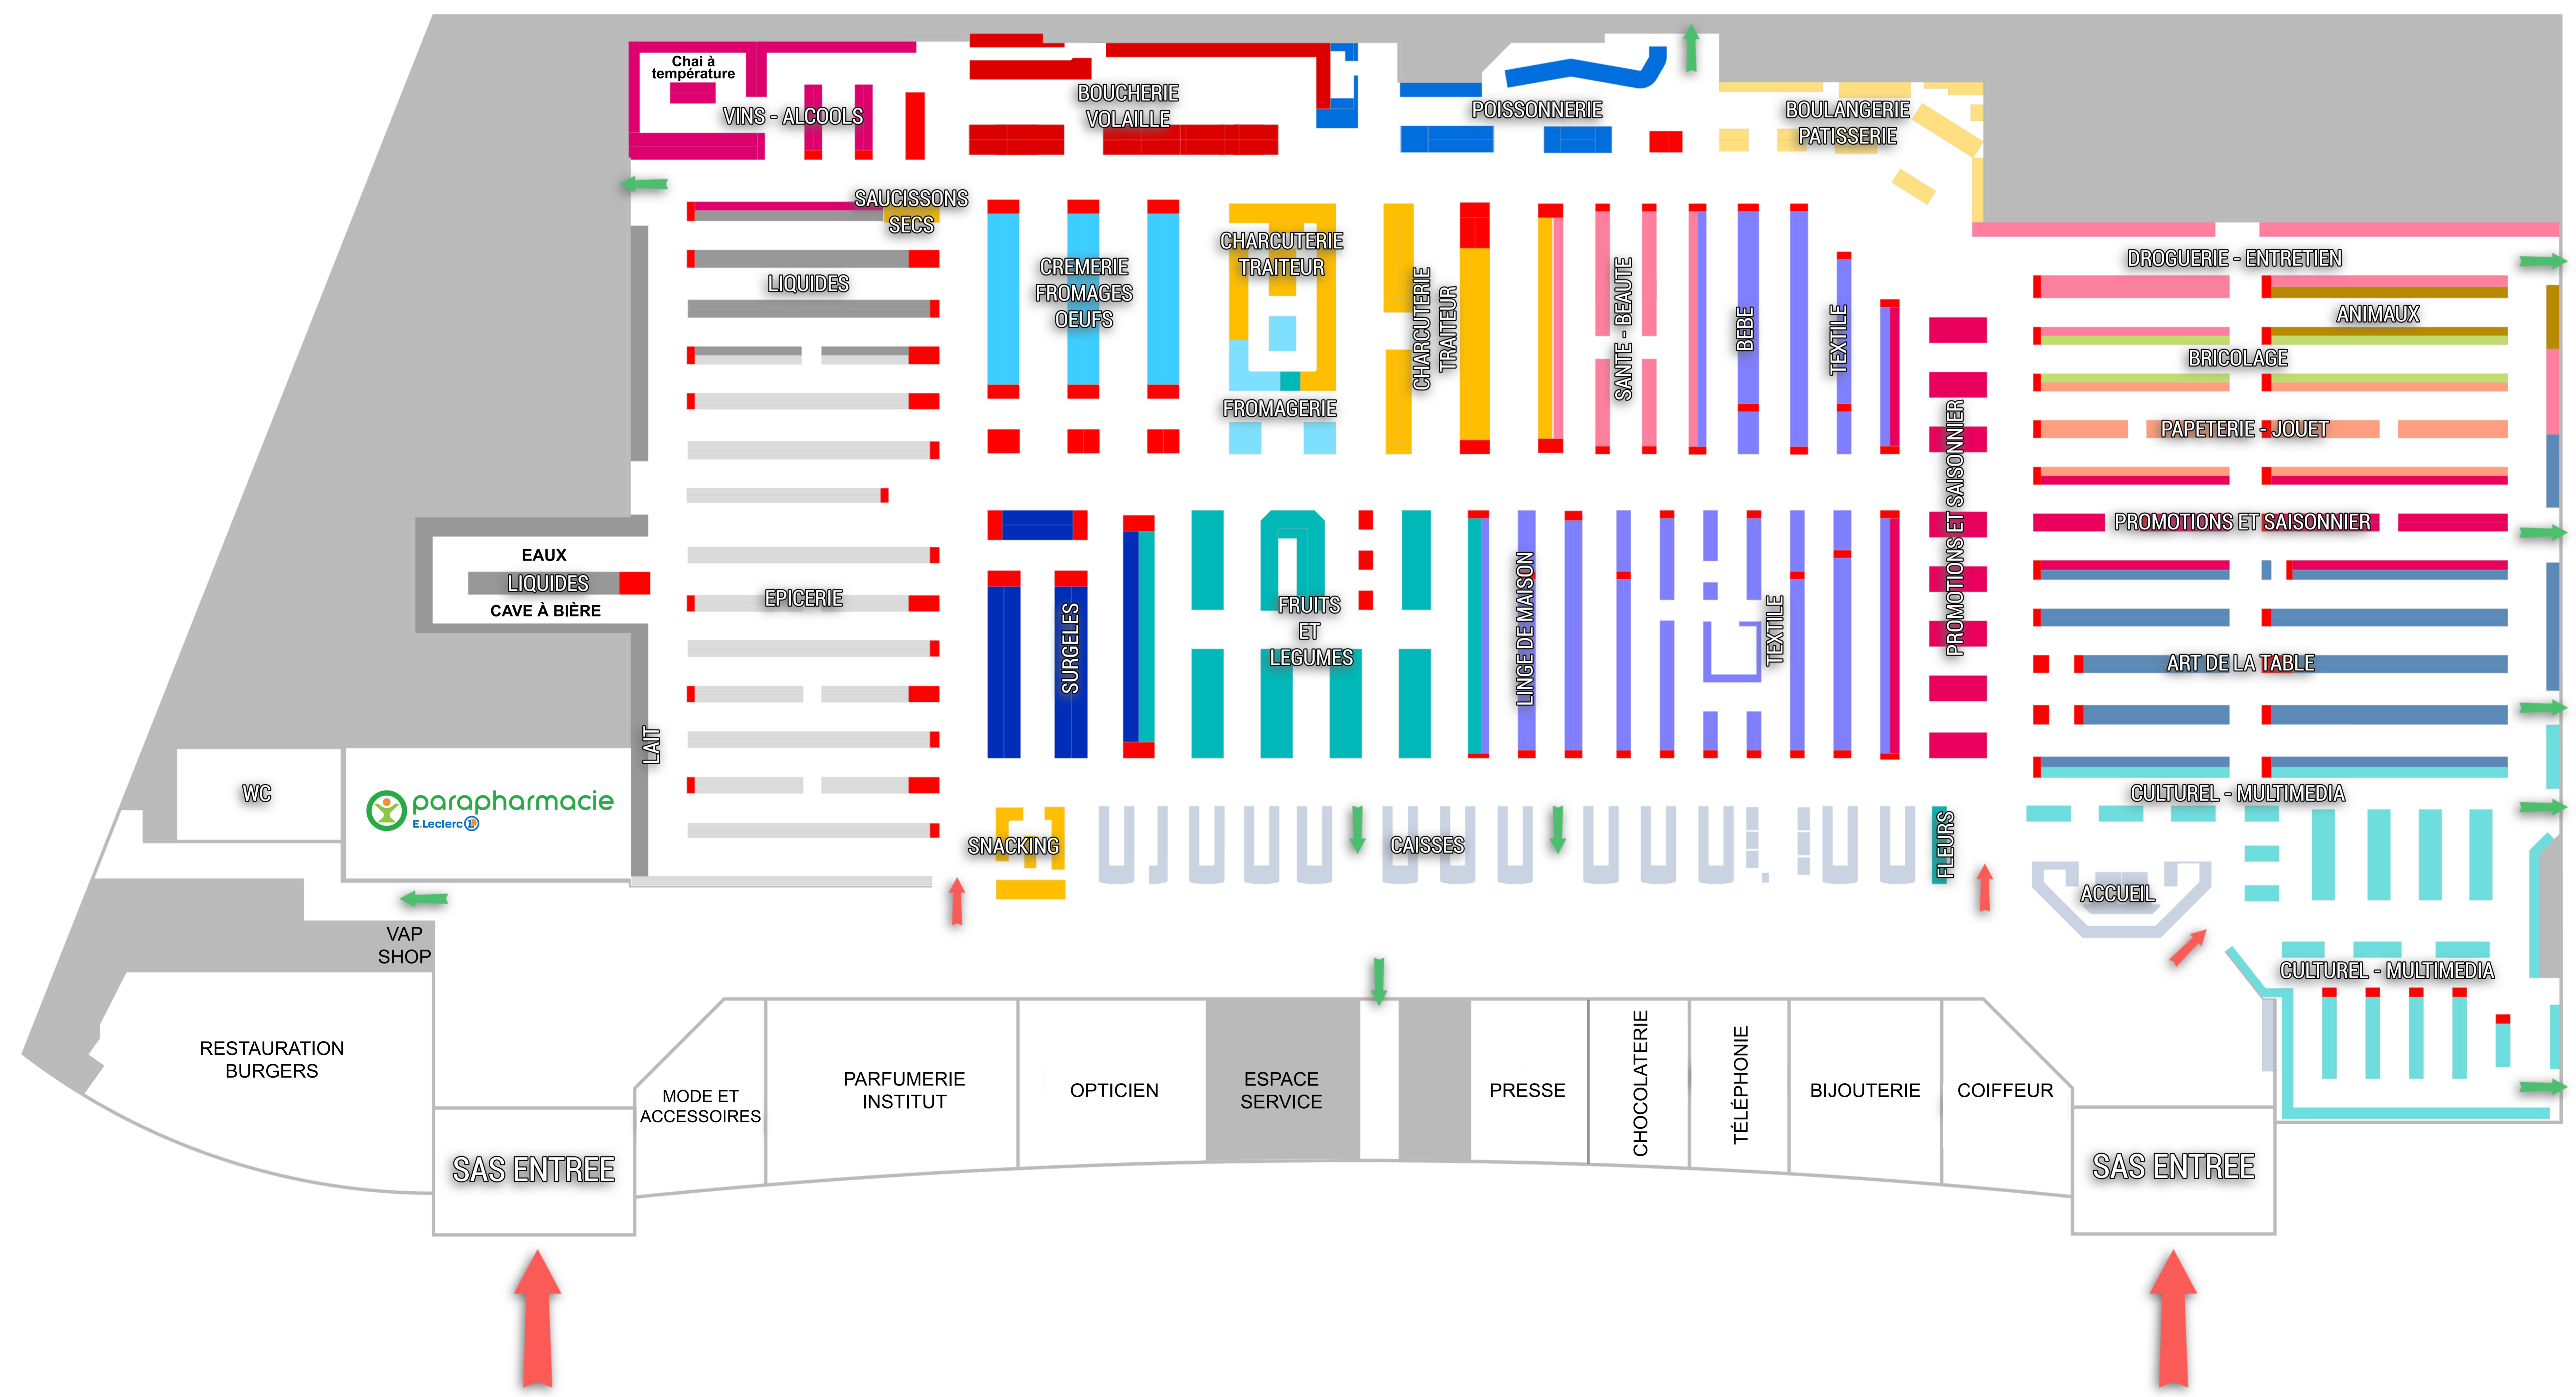 Chai à
température
VINS - ALCOOLS
BOUCHERIE
VOLAILLE
POISSONNERIE
BOULANGERIE
PATISSERIE
SAUCISSONS
SECS
LIQUIDES
CREMERIE
FROMAGES
OEUFS
CHARCUTERIE
TRAITEUR
FROMAGERIE
CHARCUTERIE
TRAITEUR
SANTE - BEAUTE
BEBE
TEXTILE
PROMOTIONS ET SAISONNIER
DROGUERIE - ENTRETIEN
ANIMAUX
BRICOLAGE
PAPETERIE - JOUET
PROMOTIONS ET SAISONNIER
EAUX
LIQUIDES
CAVE À BIÈRE
EPICERIE
SURGELES
FRUITS
ET
LEGUMES
LINGE DE MAISON
TEXTILE
ART DE LA TABLE
LAIT
WC
parapharmacie
E.Leclerc L
SNACKING
CAISSES
FLEURS
CULTUREL - MULTIMEDIA
ACCUEIL
CULTUREL - MULTIMEDIA
VAP
SHOP
RESTAURATION
BURGERS
MODE ET
ACCESSOIRES
PARFUMERIE
INSTITUT
OPTICIEN
ESPACE
SERVICE
PRESSE
CHOCOLATERIE
TÉLÉPHONIE
BIJOUTERIE
COIFFEUR
SAS ENTREE
SAS ENTREE